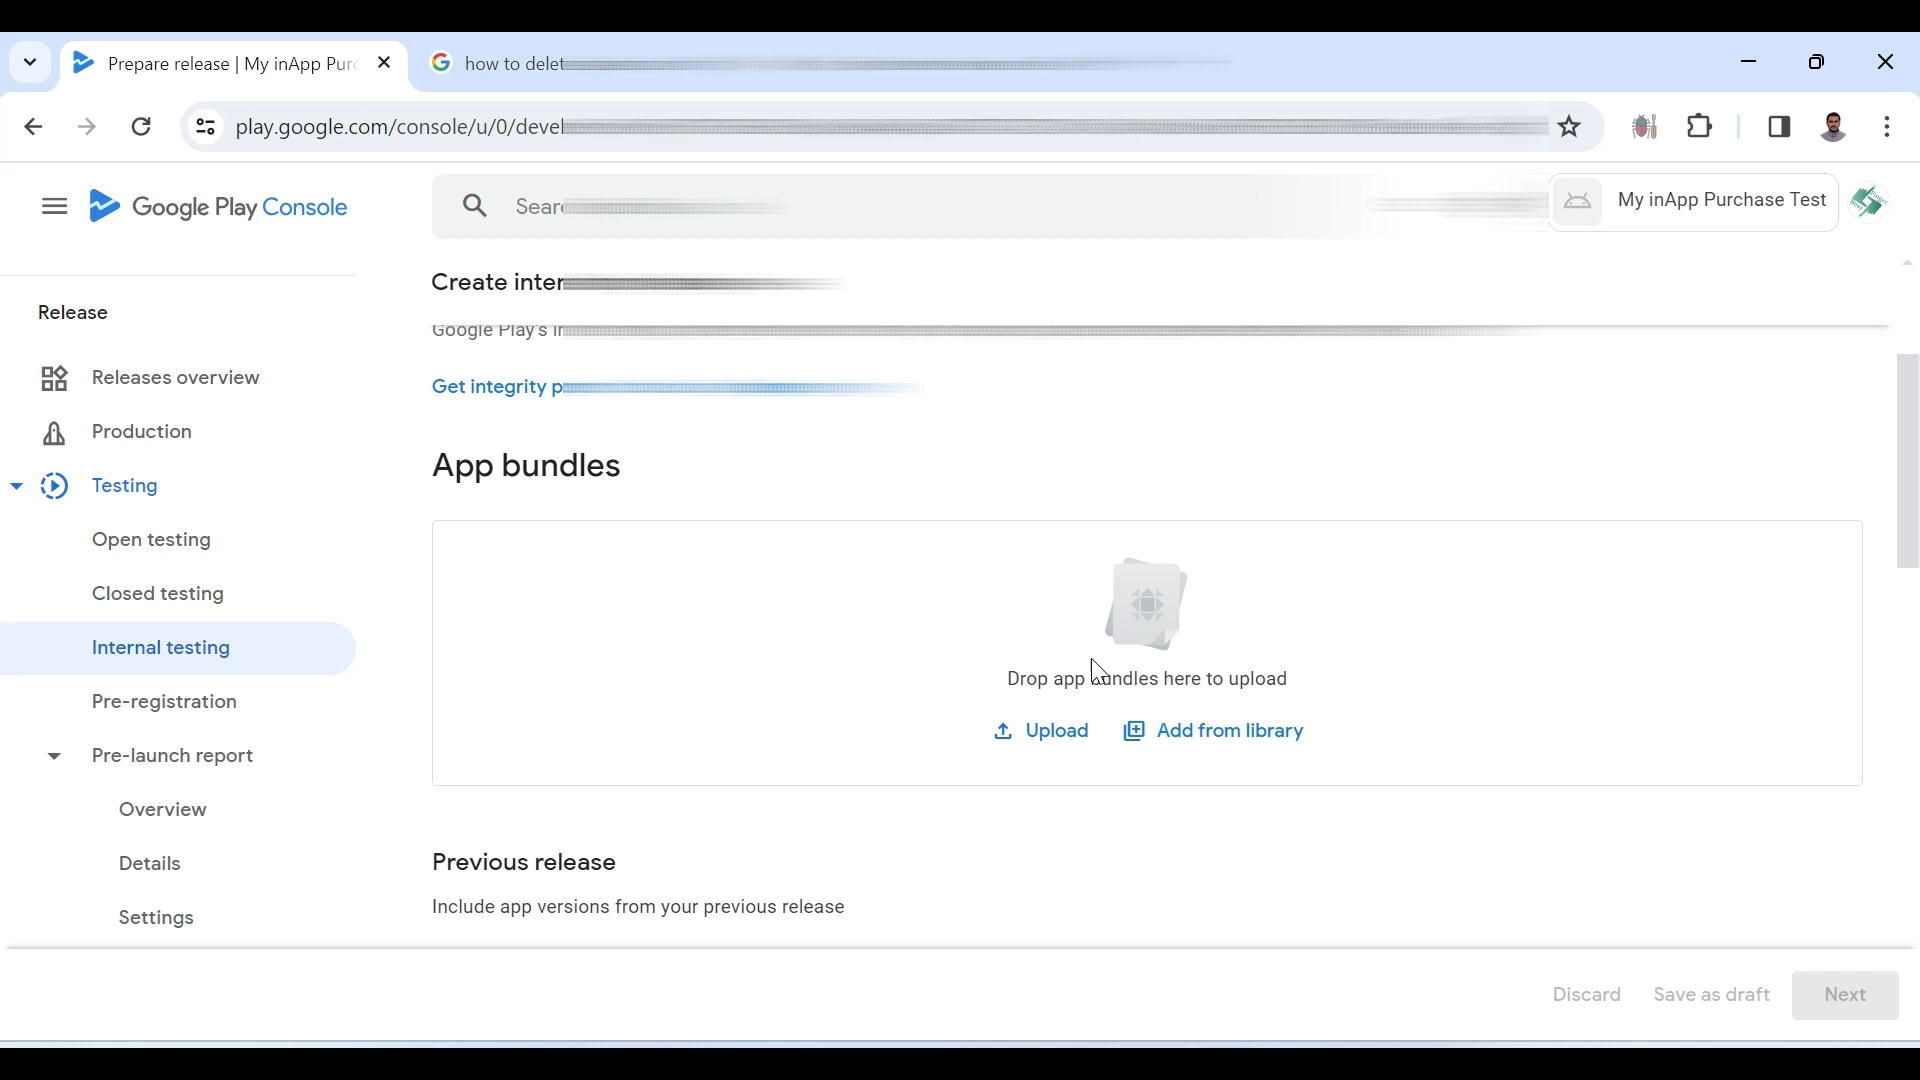 Prepare release | My inApp Purc
how to delet
play.google.com/console/u/0/devel
Google Play Console
Sear
My inApp Purchase Test
Create inter
Release
Google Play's in
Releases overview
Get integrity p
Production
App bundles
Testing
Open testing
Closed testing
Internal testing
Drop app bundles here to upload
Pre-registration
Upload
Add from library
Pre-launch report
Overview
Details
Previous release
Settings
Include app versions from your previous release
Discard
Save as draft
Next